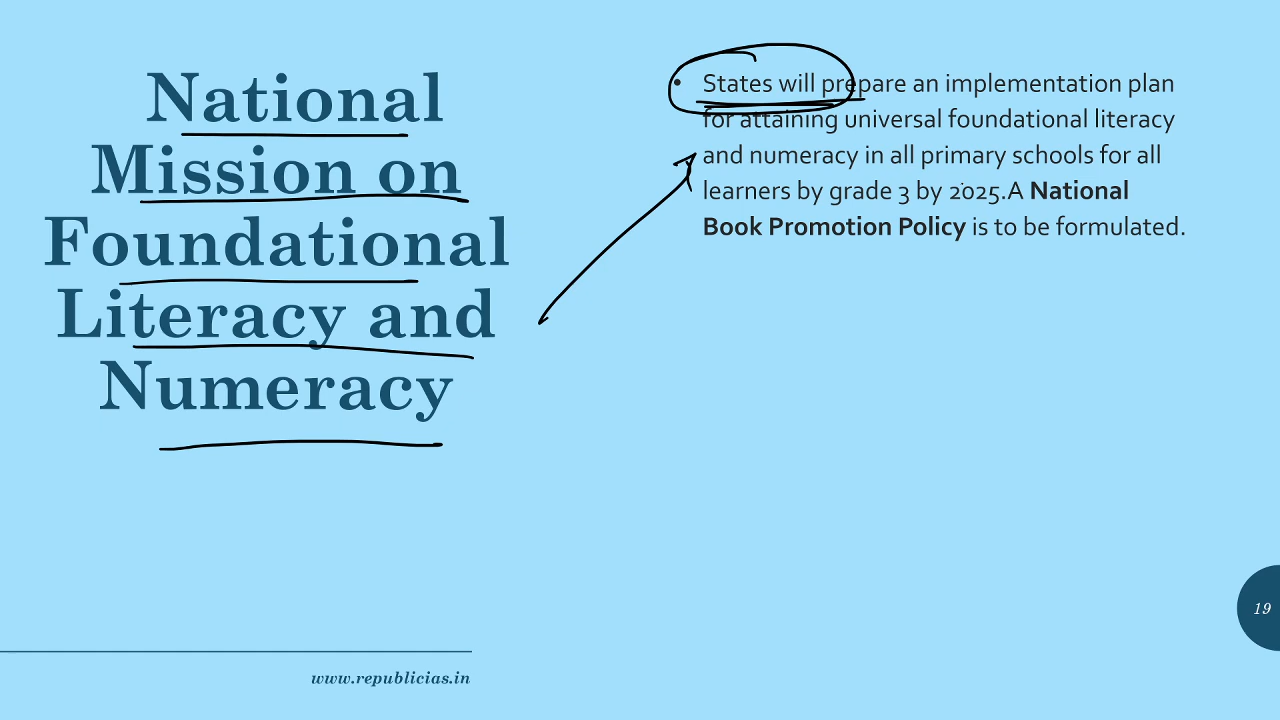 National
Mission on
Foundational
Literacy and
Numeracy
• States will prepare an implementation plan
for attaining universal foundational literacy
and numeracy in all primary schools for all
learners by grade 3 by 2025.A National
Book Promotion Policy is to be formulated.
19
www.republicias.in